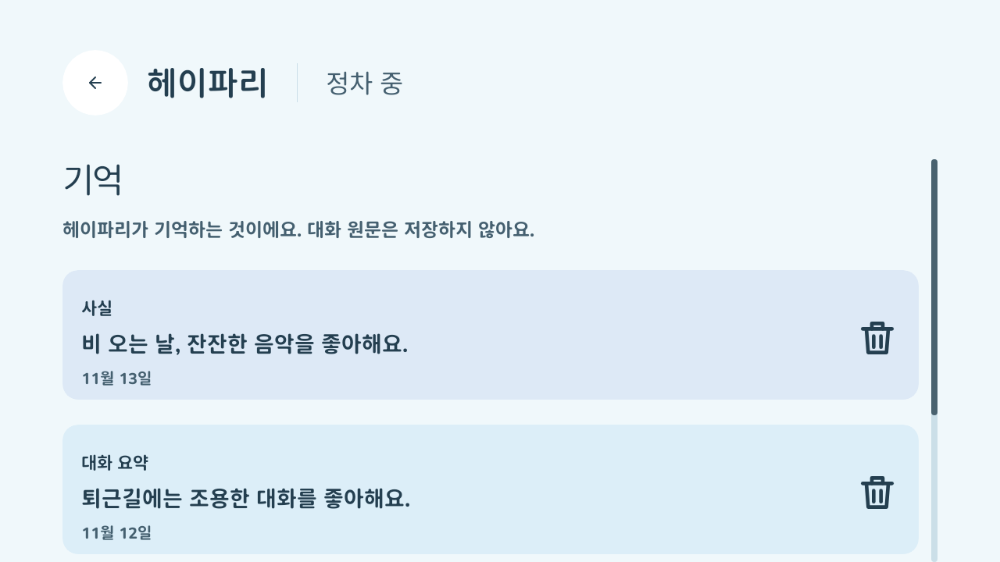 헤이파리
정차 중
기억
헤이파리가 기억하는 것이에요. 대화 원문은 저장하지 않아요.
사실
비 오는 날, 잔잔한 음악을 좋아해요.
11월 13일
대화 요약
퇴근길에는 조용한 대화를 좋아해요.
11월 12일